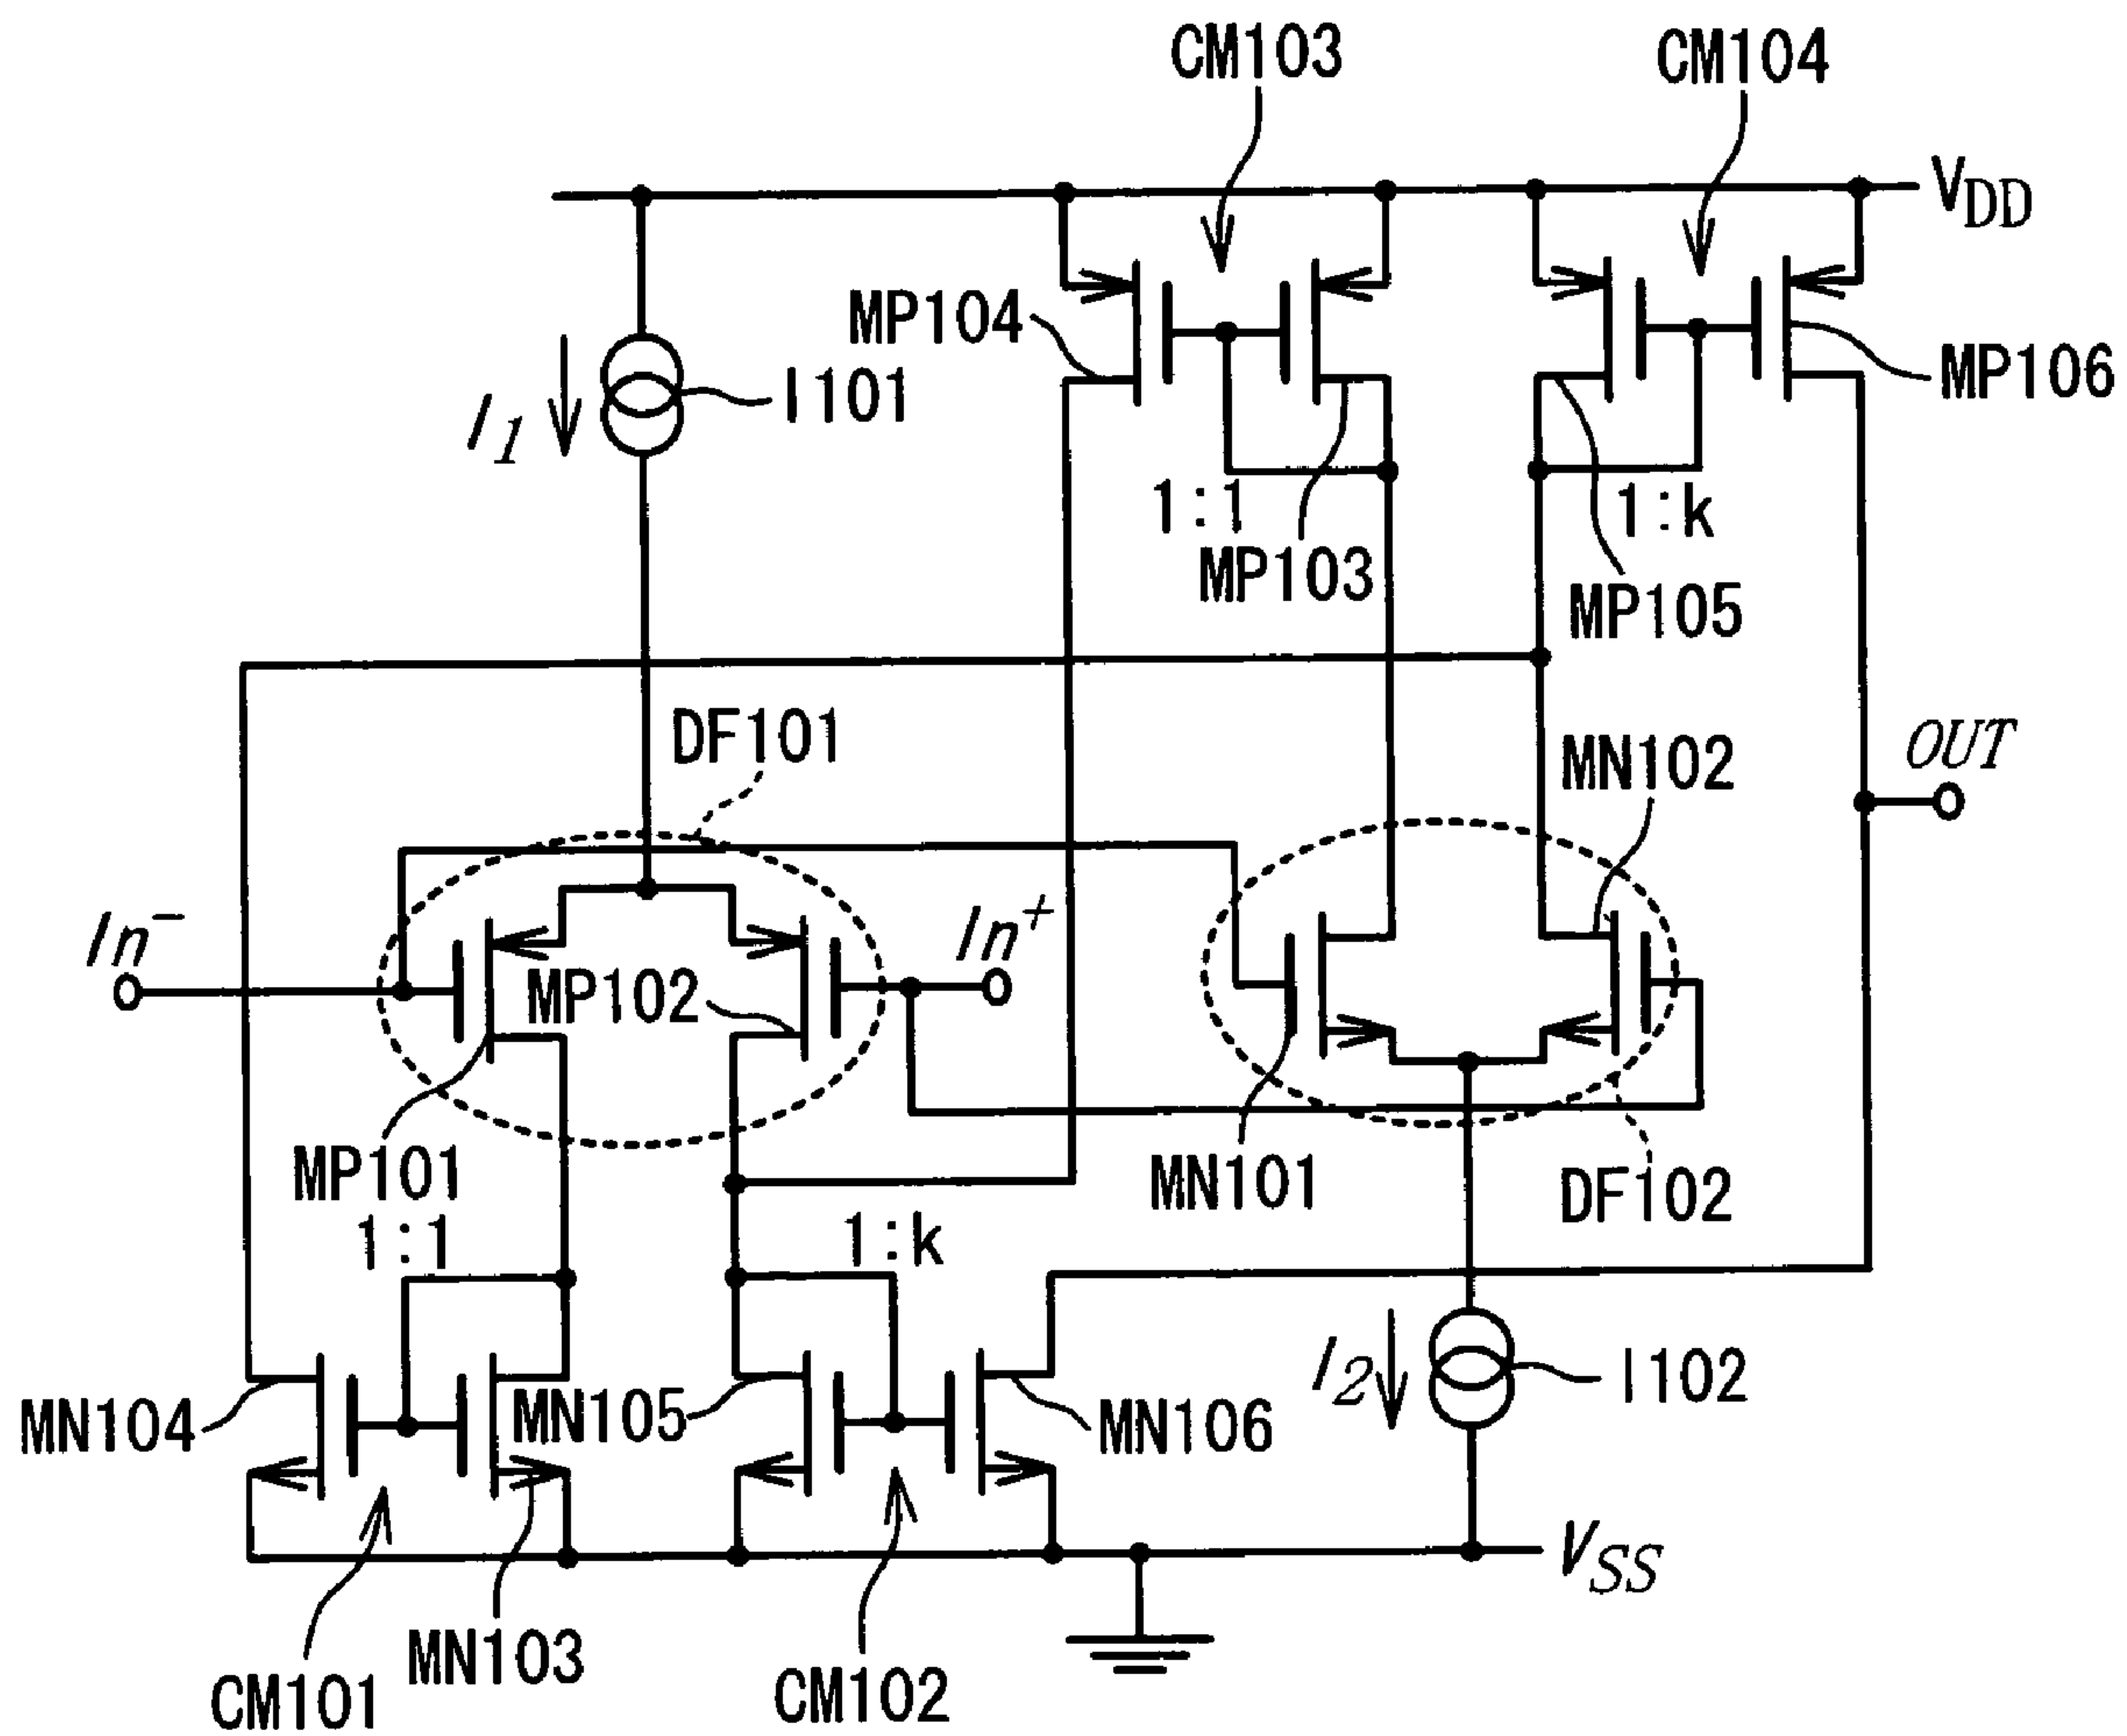 CM103
CM104
VDD
MP104
MP106
I1
I101
1:1
1:k
MP103
MP105
DF101
MN102
OUT
In−
In+
MP102
MP101
MN101
DF102
1:1
1:k
MN104
MN105
MN106
I2
I102
VSS
MN103
CM101
CM102